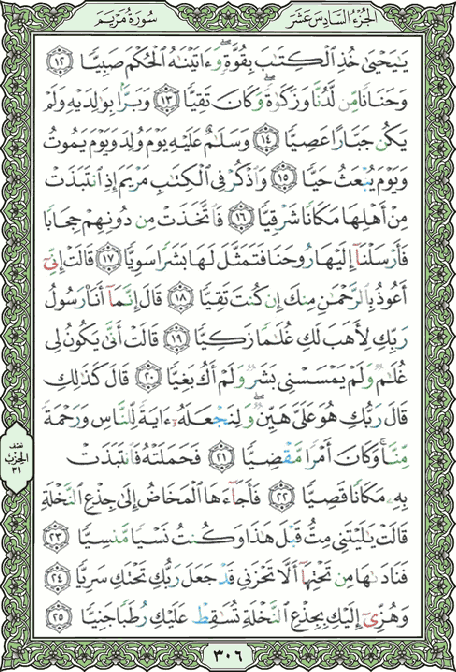 الجزء السادس عشر
سورة مريم
يَٰيَحْيَىٰ خُذِ ٱلْكِتَٰبَ بِقُوَّةٍۖ وَءَاتَيْنَٰهُ ٱلْحُكْمَ صَبِيًّا ١٢
وَحَنَانًا مِّن لَّدُنَّا وَزَكَوٰةًۖ وَكَانَ تَقِيًّا ١٣ وَبَرًّۢا بِوَٰلِدَيْهِ وَلَمْ
يَكُن جَبَّارًا عَصِيًّا ١٤ وَسَلَٰمٌ عَلَيْهِ يَوْمَ وُلِدَ وَيَوْمَ يَمُوتُ
وَيَوْمَ يُبْعَثُ حَيًّا ١٥ وَٱذْكُرْ فِي ٱلْكِتَٰبِ مَرْيَمَ إِذِ ٱنتَبَذَتْ
مِنْ أَهْلِهَا مَكَانًا شَرْقِيًّا ١٦ فَٱتَّخَذَتْ مِن دُونِهِمْ حِجَابًا
فَأَرْسَلْنَآ إِلَيْهَا رُوحَنَا فَتَمَثَّلَ لَهَا بَشَرًا سَوِيًّا ١٧ قَالَتْ إِنِّيٓ
أَعُوذُ بِٱلرَّحْمَٰنِ مِنكَ إِن كُنتَ تَقِيًّا ١٨ قَالَ إِنَّمَآ أَنَا۠ رَسُولُ
رَبِّكِ لِأَهَبَ لَكِ غُلَٰمًا زَكِيًّا ١٩ قَالَتْ أَنَّىٰ يَكُونُ لِي
غُلَٰمٌ وَلَمْ يَمْسَسْنِي بَشَرٌ وَلَمْ أَكُ بَغِيًّا ٢٠ قَالَ كَذَٰلِكِ
قَالَ رَبُّكِ هُوَ عَلَيَّ هَيِّنٌۖ وَلِنَجْعَلَهُۥٓ ءَايَةً لِّلنَّاسِ وَرَحْمَةً
مِّنَّاۚ وَكَانَ أَمْرًا مَّقْضِيًّا ٢١ فَحَمَلَتْهُ فَٱنتَبَذَتْ
بِهِۦ مَكَانًا قَصِيًّا ٢٢ فَأَجَآءَهَا ٱلْمَخَاضُ إِلَىٰ جِذْعِ ٱلنَّخْلَةِ
قَالَتْ يَٰلَيْتَنِي مِتُّ قَبْلَ هَٰذَا وَكُنتُ نَسْيًا مَّنسِيًّا ٢٣
فَنَادَىٰهَا مِن تَحْتِهَآ أَلَّا تَحْزَنِي قَدْ جَعَلَ رَبُّكِ تَحْتَكِ سَرِيًّا ٢٤
وَهُزِّيٓ إِلَيْكِ بِجِذْعِ ٱلنَّخْلَةِ تُسَٰقِطْ عَلَيْكِ رُطَبًا جَنِيًّا ٢٥
نصف
الحزب
٣١
٣٠٦